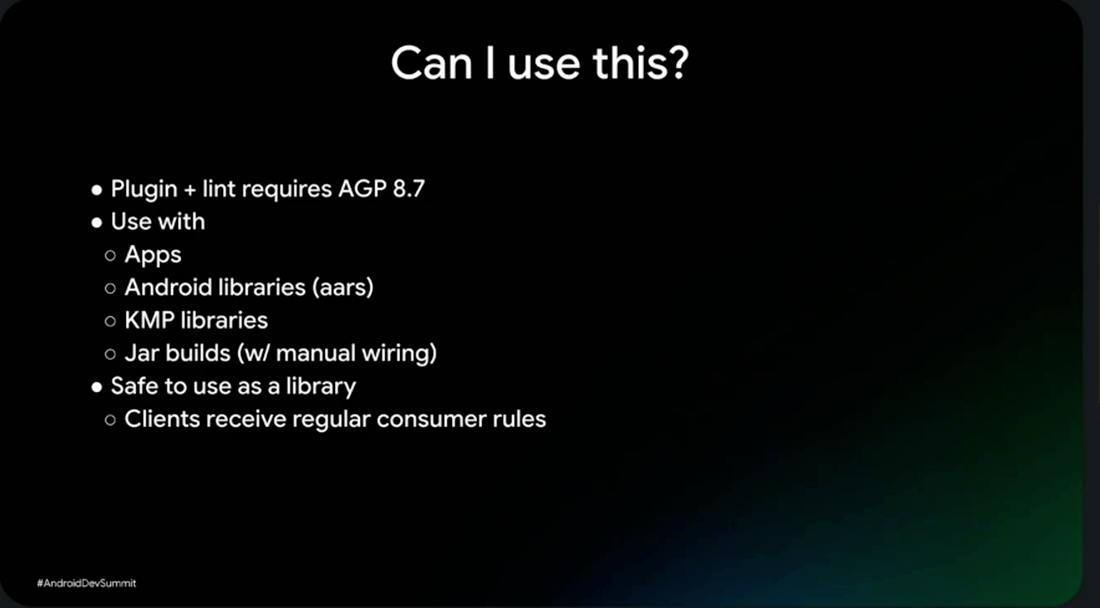 Can I use this?
● Plugin + lint requires AGP 8.7
● Use with
○ Apps
○ Android libraries (aars)
○ KMP libraries
○ Jar builds (w/ manual wiring)
● Safe to use as a library
○ Clients receive regular consumer rules
#AndroidDevSummit